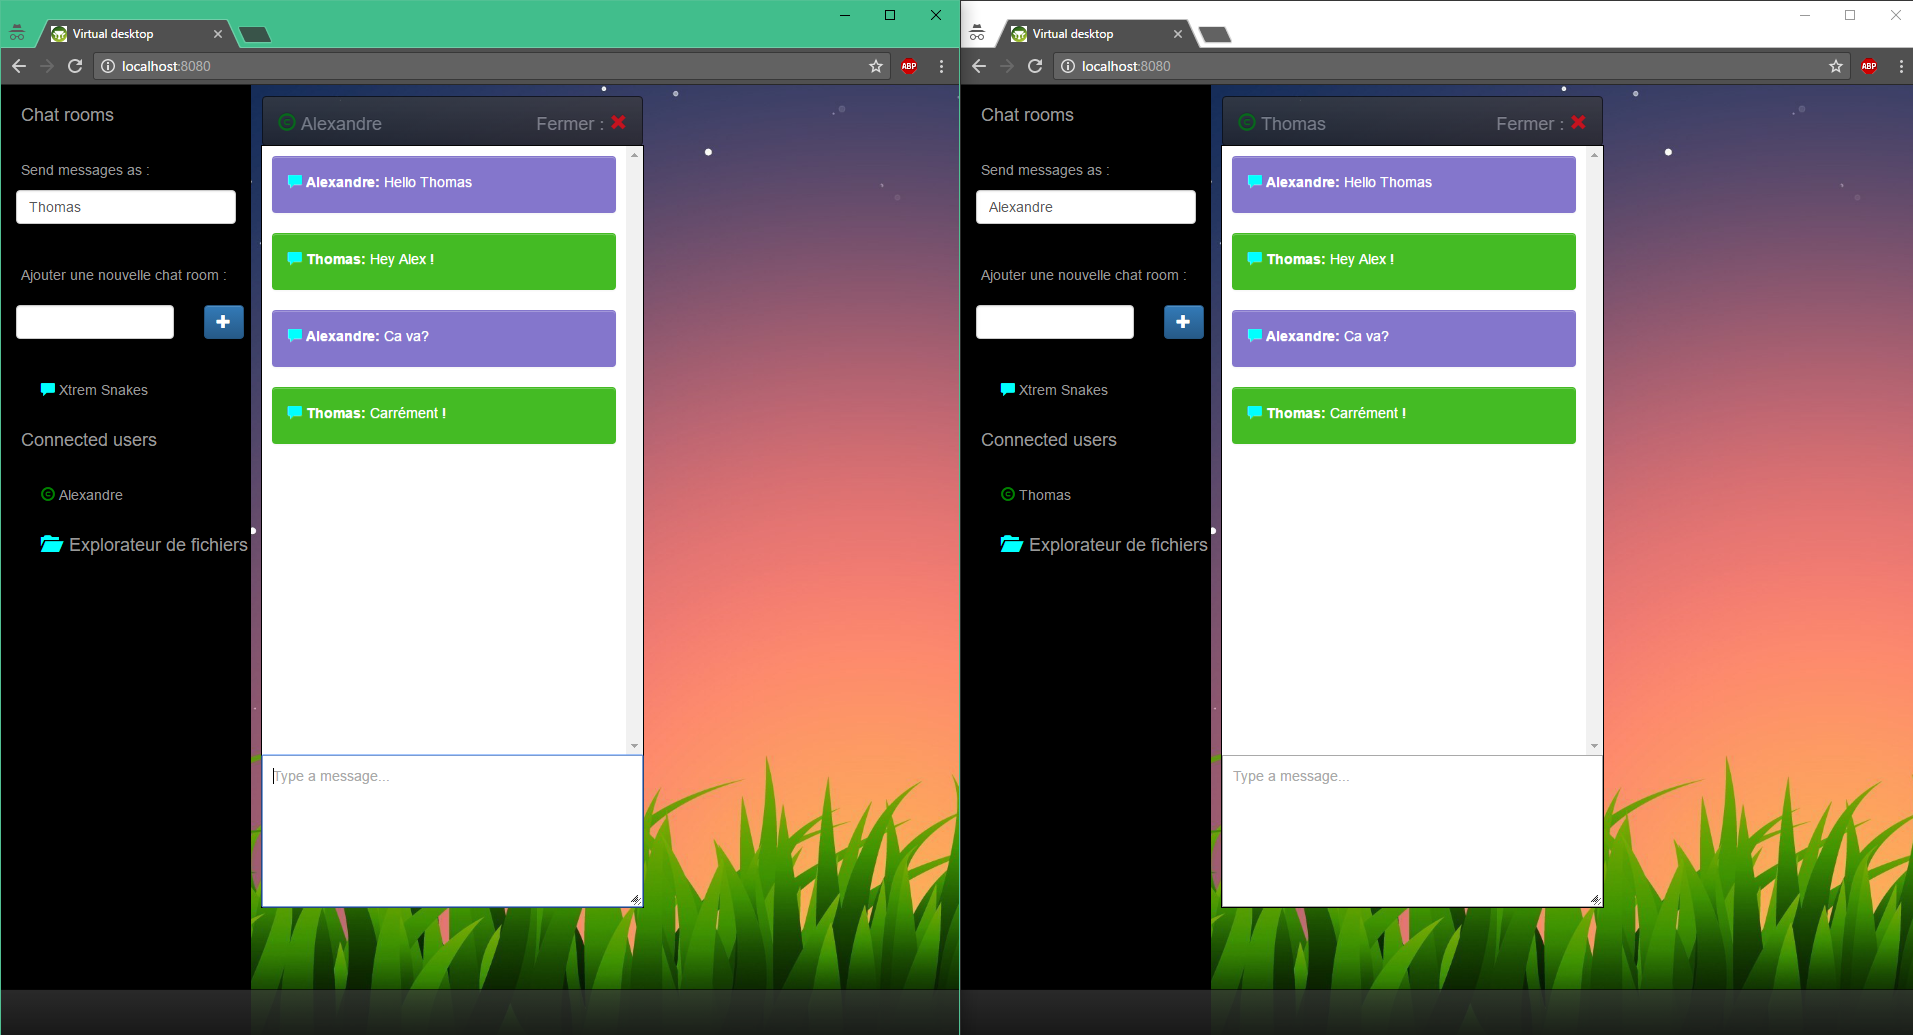 Virtual desktop
localhost:8080
ABP
Chat rooms
Send messages as :
Thomas
Ajouter une nouvelle chat room :
Xtrem Snakes
Connected users
Alexandre
Explorateur de fichiers
Alexandre
Fermer :
Alexandre: Hello Thomas
Thomas: Hey Alex !
Alexandre: Ca va?
Thomas: Carrément !
Type a message...
Virtual desktop
localhost:8080
ABP
Chat rooms
Send messages as :
Alexandre
Ajouter une nouvelle chat room :
Xtrem Snakes
Connected users
Thomas
Explorateur de fichiers
Thomas
Fermer :
Alexandre: Hello Thomas
Thomas: Hey Alex !
Alexandre: Ca va?
Thomas: Carrément !
Type a message...